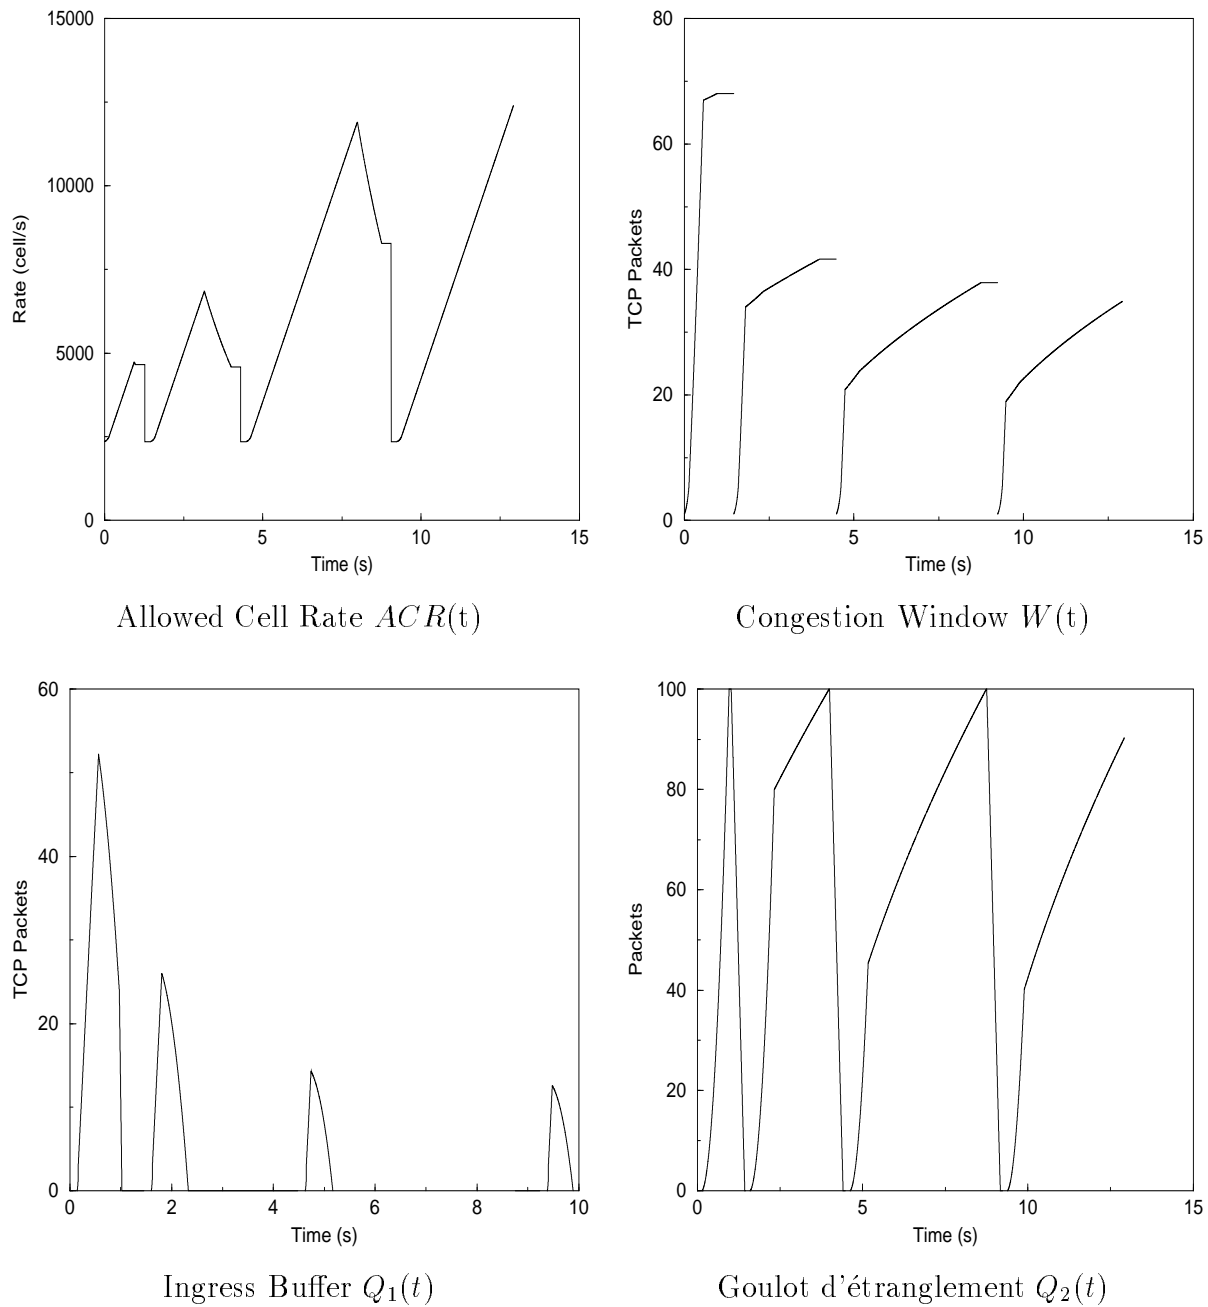 15000
10000
5000
0
Rate (cell/s)
0 5 10 15
Time (s)
Allowed Cell Rate ACR(t)
80
60
40
20
0
TCP Packets
0 5 10 15
Time (s)
Congestion Window W(t)
60
40
20
0
TCP Packets
0 2 4 6 8 10
Time (s)
Ingress Buffer Q₁(t)
100
80
60
40
20
0
Packets
0 5 10 15
Time (s)
Goulot d'étranglement Q₂(t)